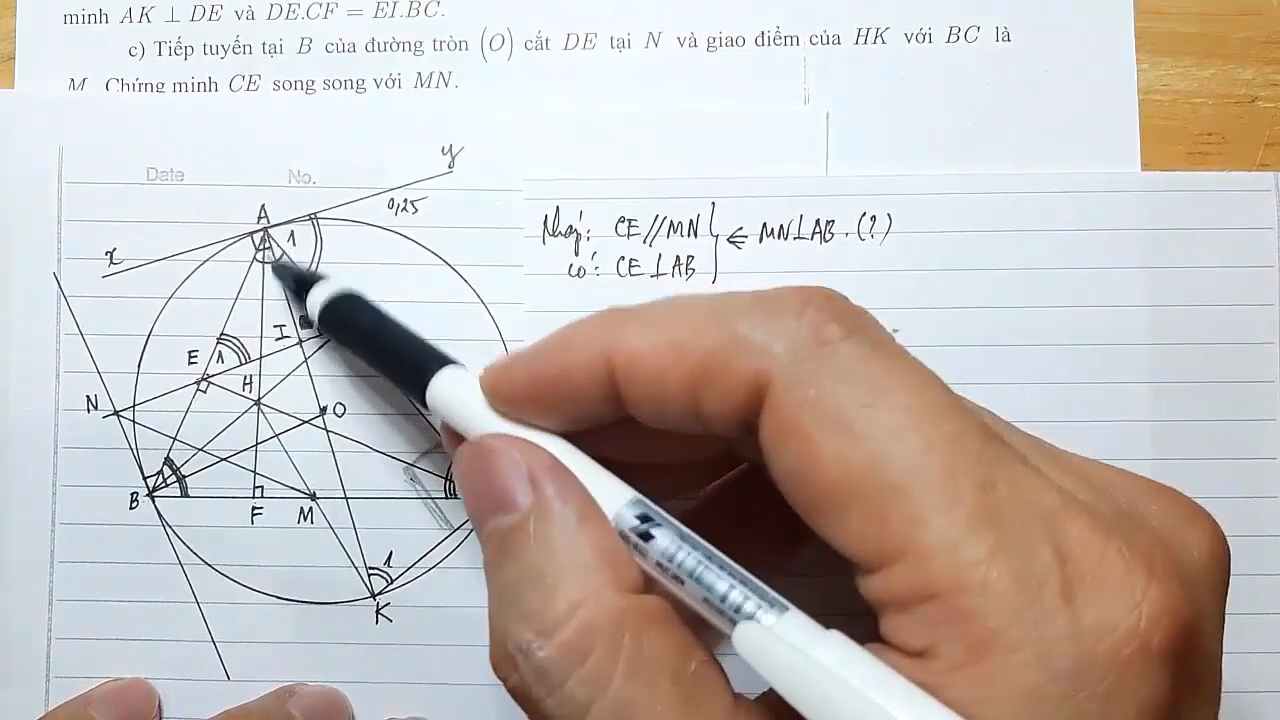 minh AK ⊥ DE và DE.CF = EI.BC.
c) Tiếp tuyến tại B của đường tròn (O) cắt DE tại N và giao điểm của HK với BC là
M. Chứng minh CE song song với MN.
Date No.
y
0,25
A
1
x
Nháp: CE//MN } ⇐ MN⊥AB. (?)
có: CE⊥AB
I
E 1 H
N O
B F M
1
K